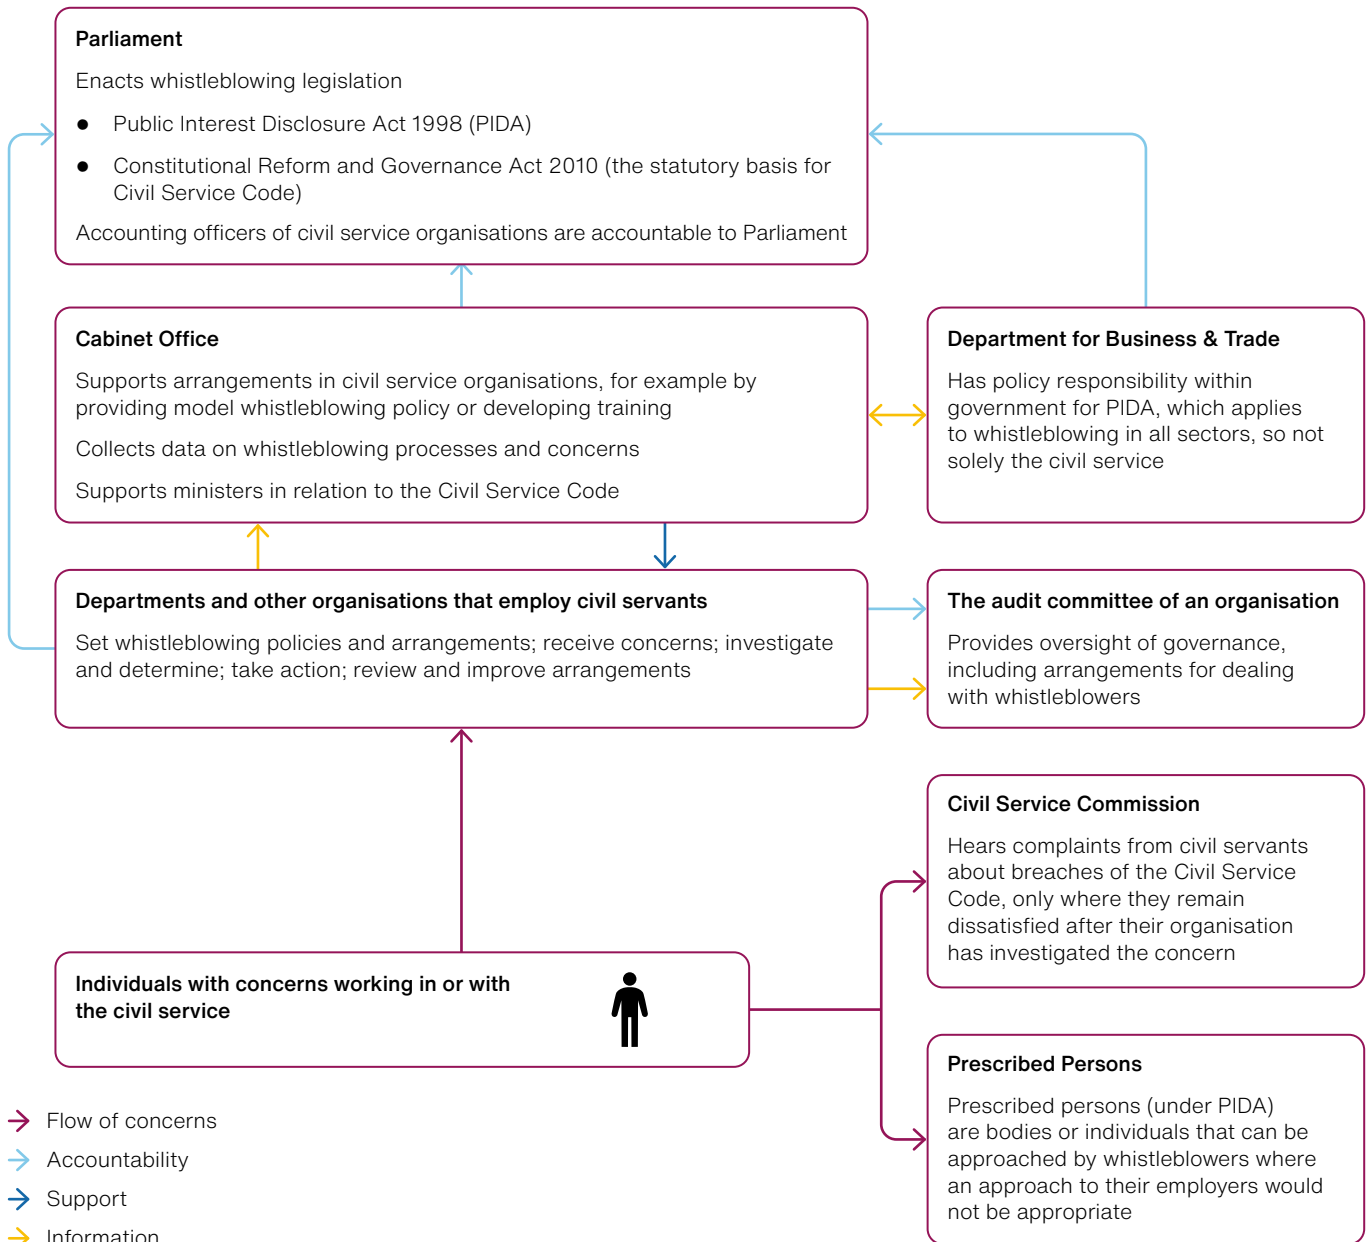 Parliament
Enacts whistleblowing legislation
● Public Interest Disclosure Act 1998 (PIDA)
● Constitutional Reform and Governance Act 2010 (the statutory basis for
Civil Service Code)
Accounting officers of civil service organisations are accountable to Parliament
Cabinet Office
Supports arrangements in civil service organisations, for example by
providing model whistleblowing policy or developing training
Collects data on whistleblowing processes and concerns
Supports ministers in relation to the Civil Service Code
Department for Business & Trade
Has policy responsibility within
government for PIDA, which applies
to whistleblowing in all sectors, so not
solely the civil service
Departments and other organisations that employ civil servants
Set whistleblowing policies and arrangements; receive concerns; investigate
and determine; take action; review and improve arrangements
The audit committee of an organisation
Provides oversight of governance,
including arrangements for dealing
with whistleblowers
Civil Service Commission
Hears complaints from civil servants
about breaches of the Civil Service
Code, only where they remain
dissatisfied after their organisation
has investigated the concern
Individuals with concerns working in or with
the civil service
Prescribed Persons
Prescribed persons (under PIDA)
are bodies or individuals that can be
approached by whistleblowers where
an approach to their employers would
not be appropriate
Flow of concerns
Accountability
Support
Information